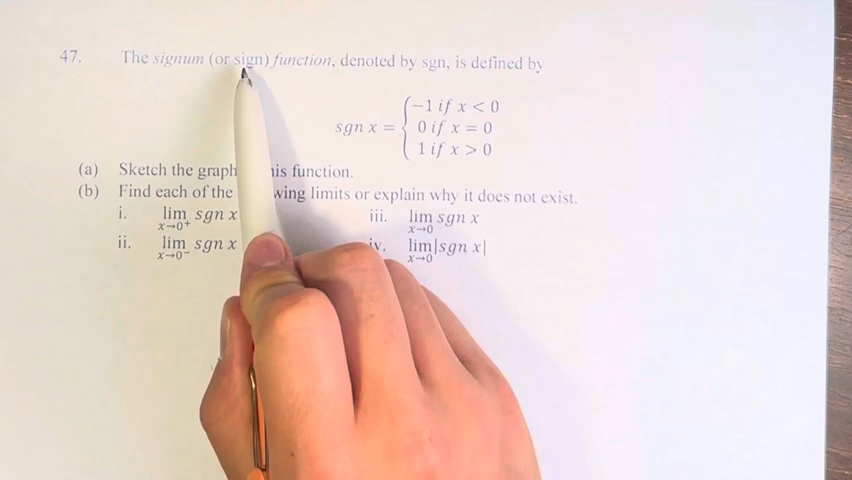 47. The signum (or sign) function, denoted by sgn, is defined by
sgn x = { -1 if x < 0
0 if x = 0
1 if x > 0
(a) Sketch the graph his function.
(b) Find each of the wing limits or explain why it does not exist.
i. lim x→0⁺ sgn x iii. lim x→0 sgn x
ii. lim x→0⁻ sgn x iv. lim x→0 |sgn x|